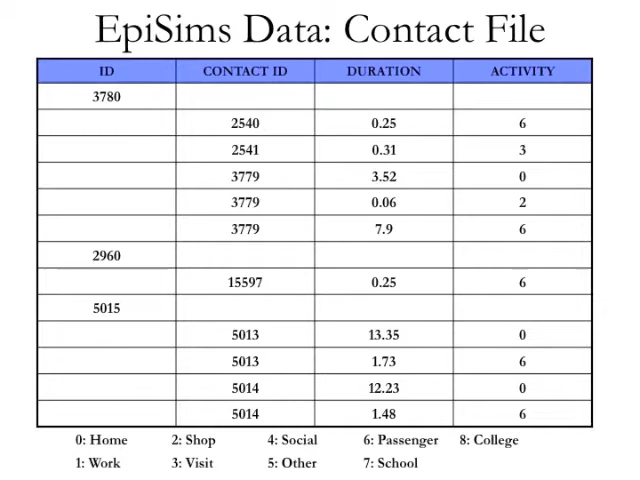 EpiSims Data: Contact File
ID CONTACT ID DURATION ACTIVITY
3780
2540 0.25 6
2541 0.31 3
3779 3.52 0
3779 0.06 2
3779 7.9 6
2960
15597 0.25 6
5015
5013 13.35 0
5013 1.73 6
5014 12.23 0
5014 1.48 6
0: Home 2: Shop 4: Social 6: Passenger 8: College
1: Work 3: Visit 5: Other 7: School